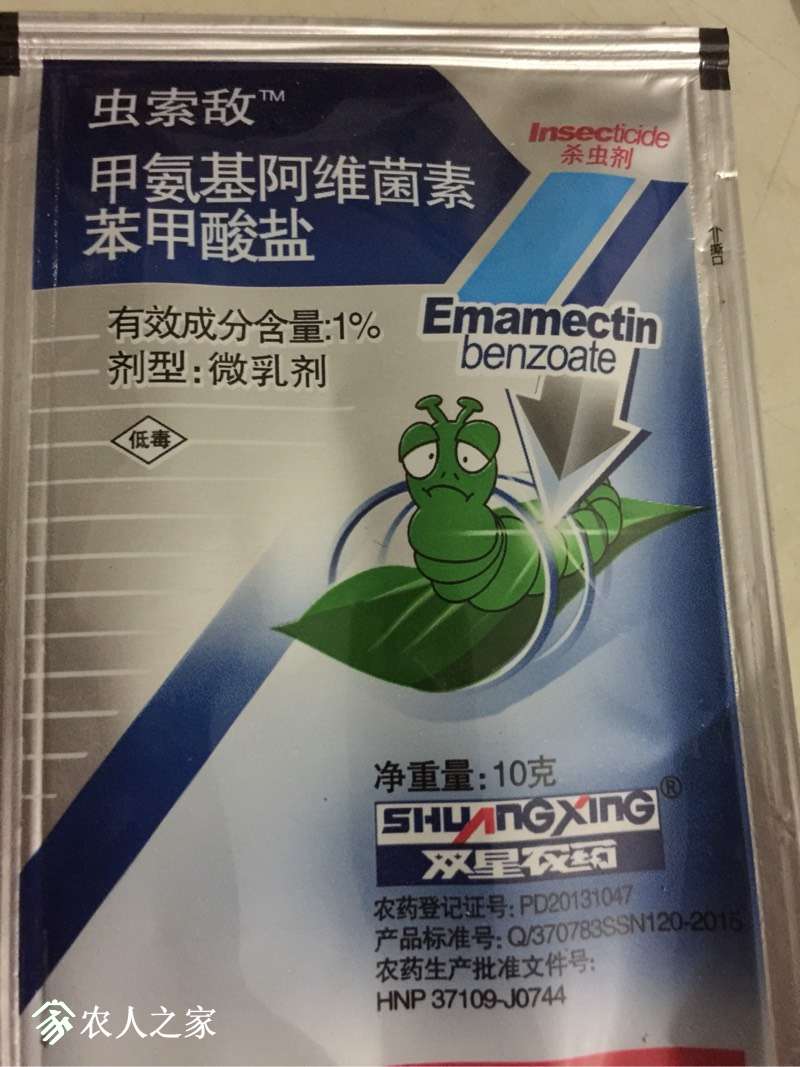 虫索敌™
Insecticide
杀虫剂
甲氨基阿维菌素
苯甲酸盐
有效成分含量:1%
剂型:微乳剂
Emamectin
benzoate
低毒
净重量:10克
SHUANGXING®
双星农药
农药登记证号:PD20131047
产品标准号:Q/370783SSN120-2015
农药生产批准文件号:
HNP 37109-J0744
农人之家